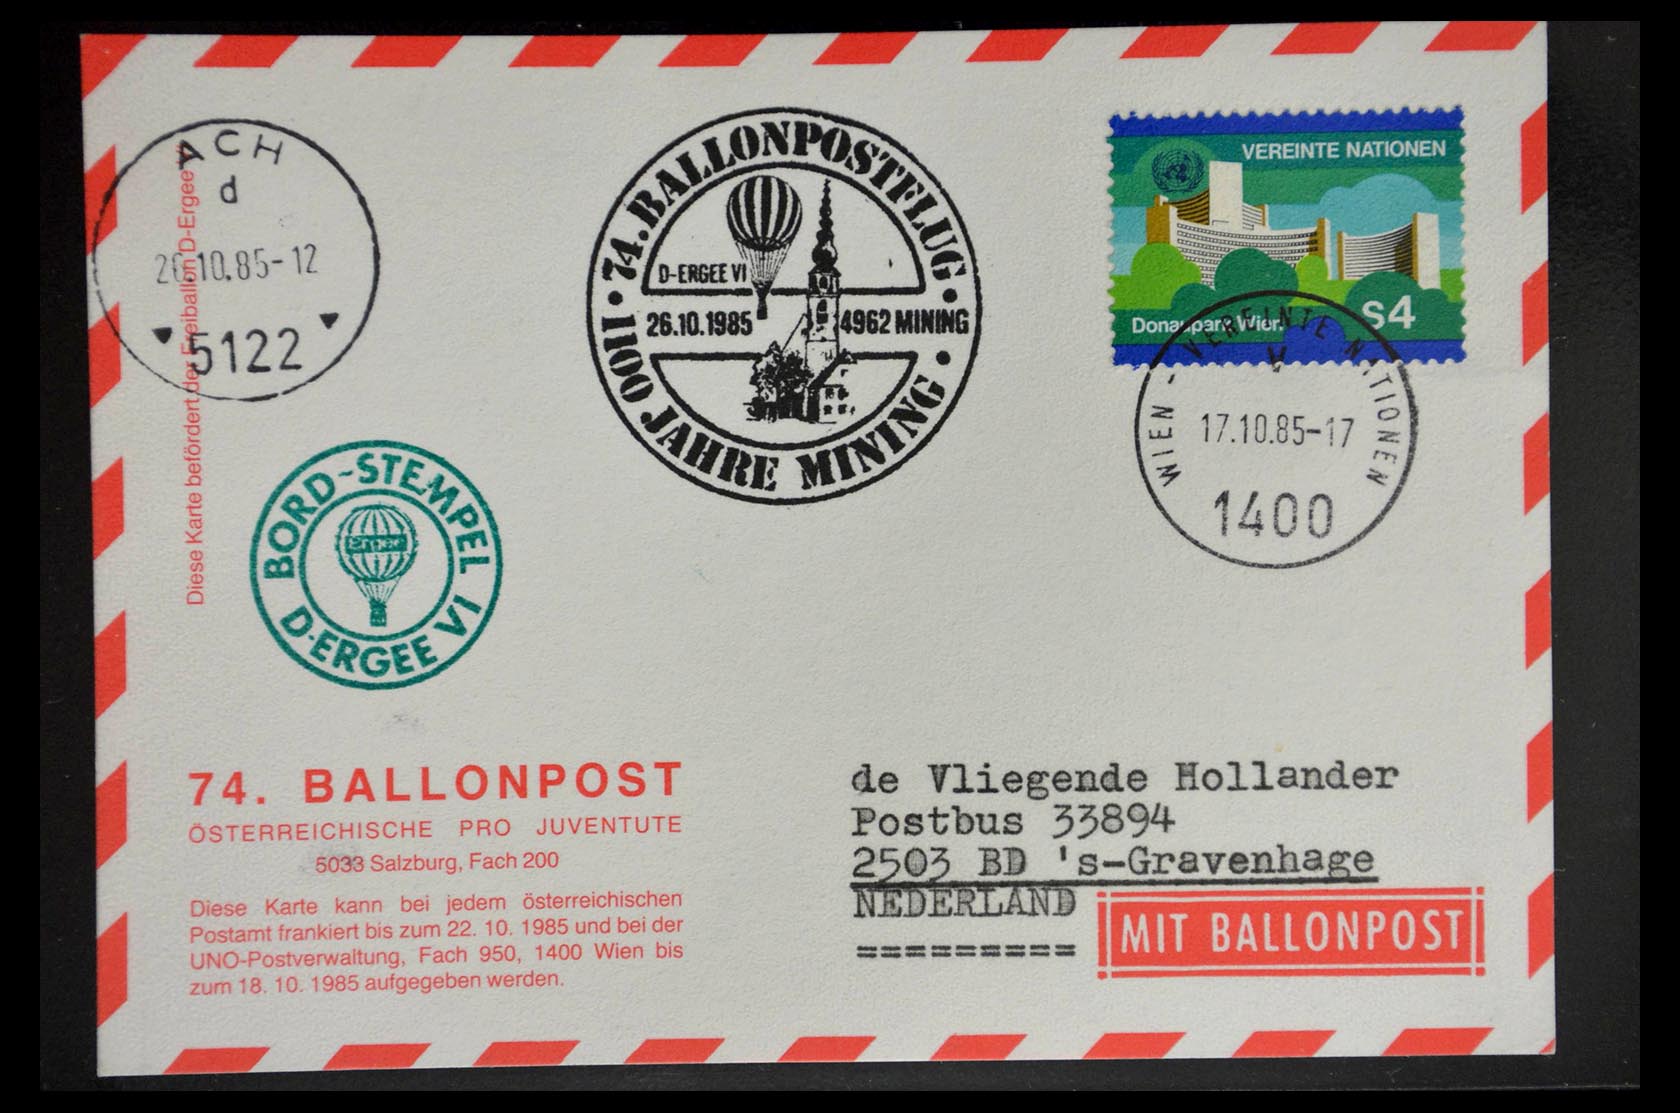 ACH
d
26.10.85-12
5122
Diese Karte befördert der Freiballon D-Ergee VI
74. BALLONPOSTFLUG
D-ERGEE VI
26.10.1985
4962 MINING
1100 JAHRE MINING
VEREINTE NATIONEN
Donaupark Wien
S4
WIEN - VEREINTE NATIONEN
17.10.85-17
1400
BORD-STEMPEL
Ergee
D-ERGEE VI
74. BALLONPOST
ÖSTERREICHISCHE PRO JUVENTUTE
5033 Salzburg, Fach 200
Diese Karte kann bei jedem österreichischen
Postamt frankiert bis zum 22. 10. 1985 und bei der
UNO-Postverwaltung, Fach 950, 1400 Wien bis
zum 18. 10. 1985 aufgegeben werden.
de Vliegende Hollander
Postbus 33894
2503 BD 's-Gravenhage
NEDERLAND
=========
MIT BALLONPOST